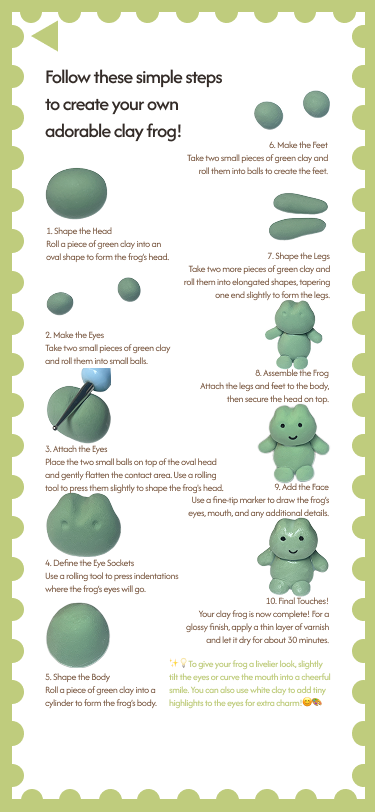 Follow these simple steps
to create your own
adorable clay frog!
1. Shape the Head
Roll a piece of green clay into an
oval shape to form the frog's head.
2. Make the Eyes
Take two small pieces of green clay
and roll them into small balls.
3. Attach the Eyes
Place the two small balls on top of the oval head
and gently flatten the contact area. Use a rolling
tool to press them slightly to shape the frog's head.
4. Define the Eye Sockets
Use a rolling tool to press indentations
where the frog's eyes will go.
5. Shape the Body
Roll a piece of green clay into a
cylinder to form the frog's body.
6. Make the Feet
Take two small pieces of green clay and
roll them into balls to create the feet.
7. Shape the Legs
Take two more pieces of green clay and
roll them into elongated shapes, tapering
one end slightly to form the legs.
8. Assemble the Frog
Attach the legs and feet to the body,
then secure the head on top.
9. Add the Face
Use a fine-tip marker to draw the frog's
eyes, mouth, and any additional details.
10. Final Touches!
Your clay frog is now complete! For a
glossy finish, apply a thin layer of varnish
and let it dry for about 30 minutes.
✨💡To give your frog a livelier look, slightly
tilt the eyes or curve the mouth into a cheerful
smile. You can also use white clay to add tiny
highlights to the eyes for extra charm!😊🎨